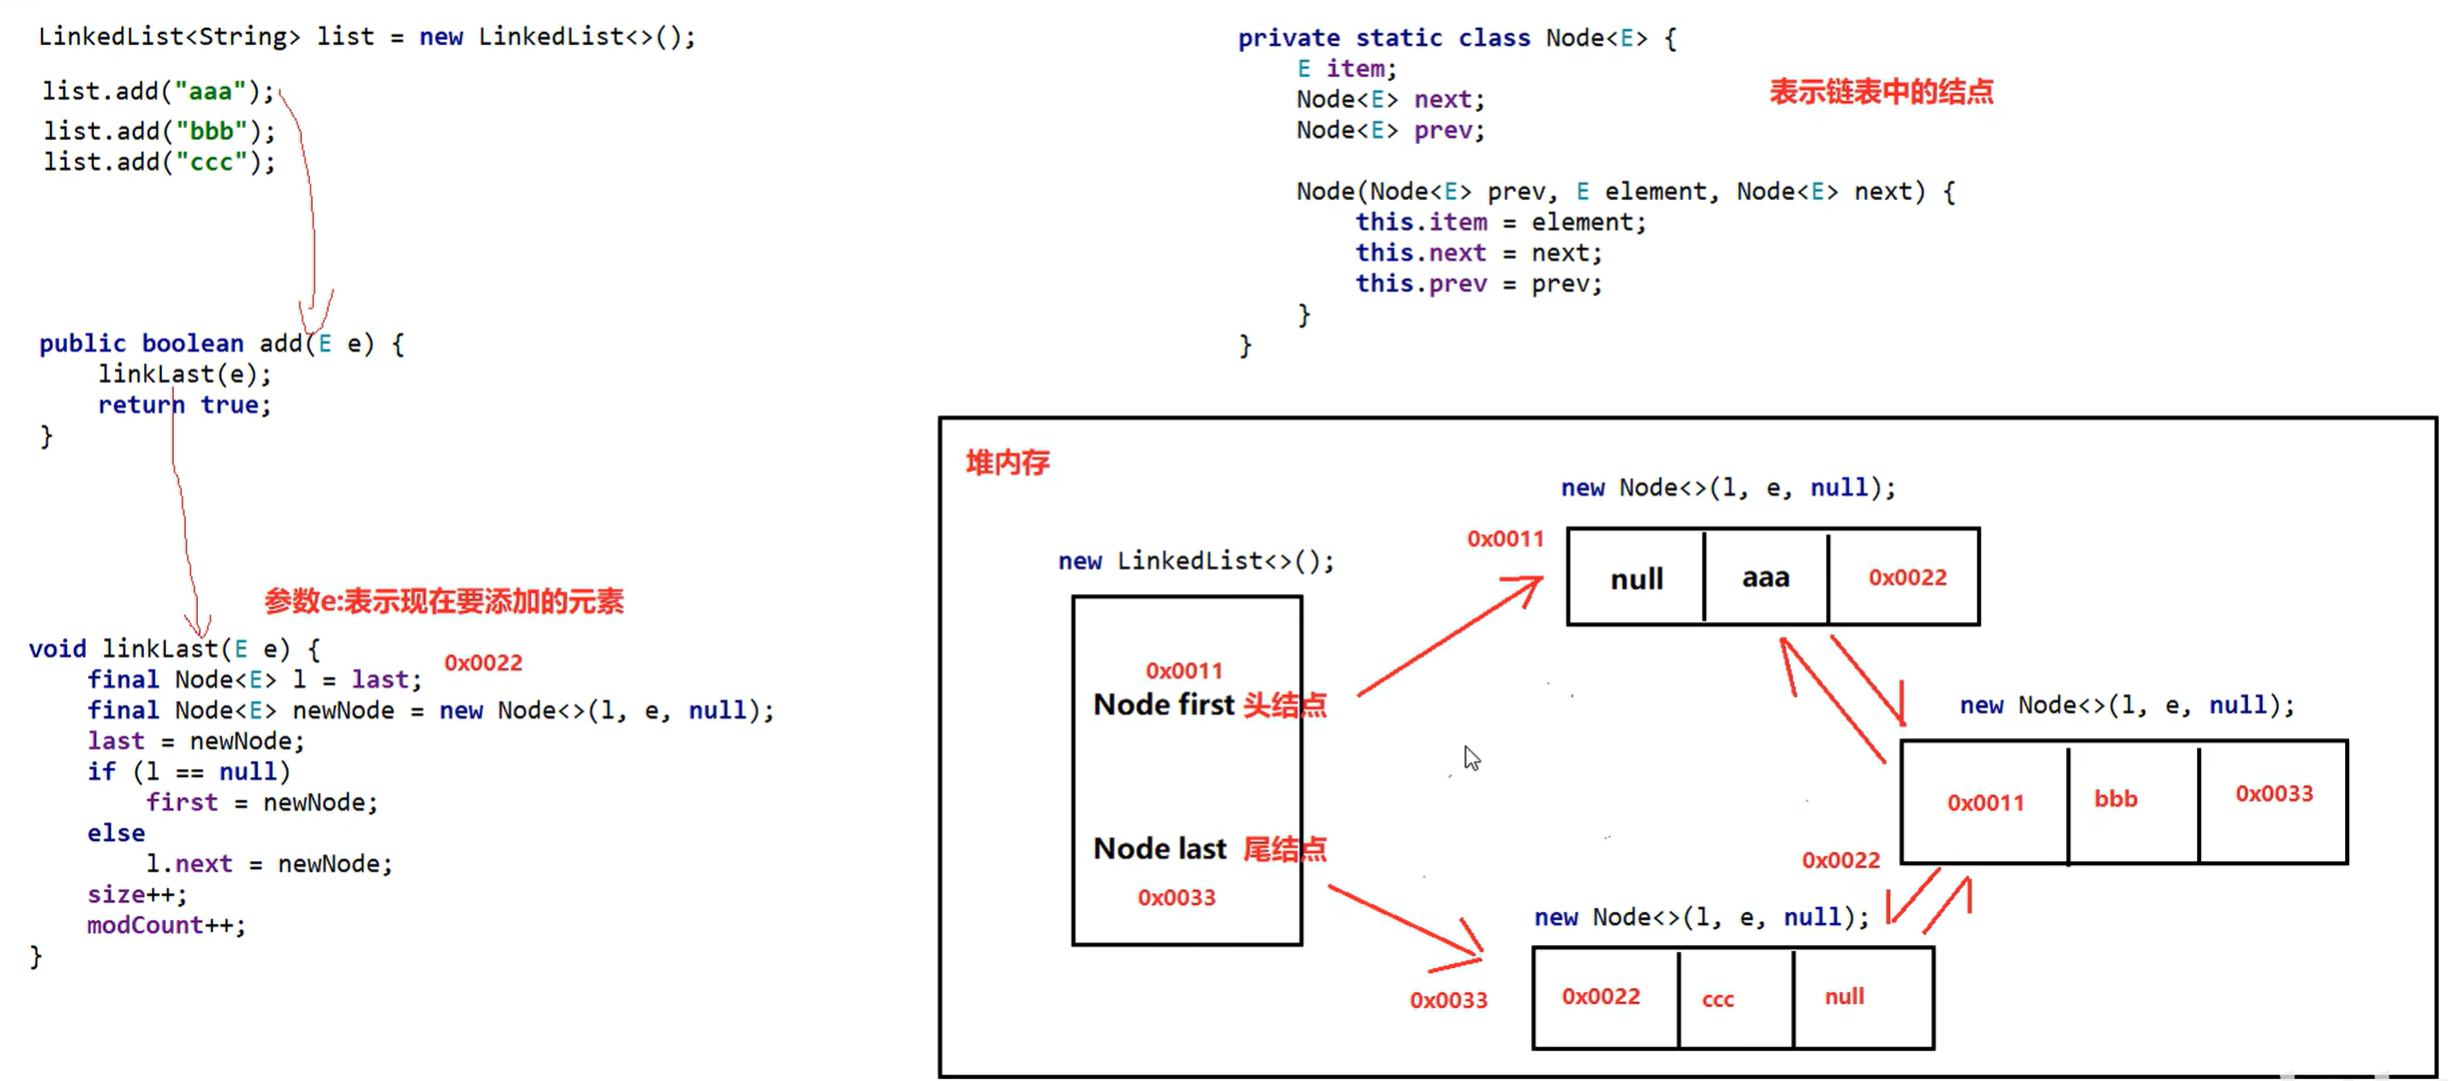 LinkedList<String> list = new LinkedList<>();
list.add("aaa");
list.add("bbb");
list.add("ccc");
public boolean add(E e) {
linkLast(e);
return true;
}
参数e:表示现在要添加的元素
void linkLast(E e) {
0x0022
final Node<E> l = last;
final Node<E> newNode = new Node<>(l, e, null);
last = newNode;
if (l == null)
first = newNode;
else
l.next = newNode;
size++;
modCount++;
}
private static class Node<E> {
E item;
Node<E> next;
Node<E> prev;
表示链表中的结点
Node(Node<E> prev, E element, Node<E> next) {
this.item = element;
this.next = next;
this.prev = prev;
}
}
堆内存
new LinkedList<>();
0x0011
Node first 头结点
Node last 尾结点
0x0033
new Node<>(l, e, null);
0x0011
null aaa 0x0022
new Node<>(l, e, null);
0x0011 bbb 0x0033
0x0022
new Node<>(l, e, null);
0x0033
0x0022 ccc null